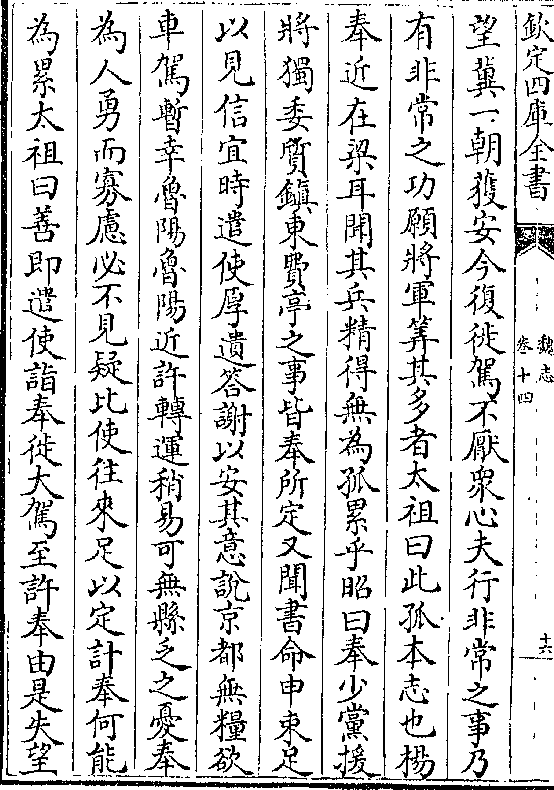 欽定四庫全書
魏志
卷十四
十六
望冀一朝獲安今復徙駕不厭衆心夫行非常之事乃
有非常之功願將軍筭其多者太祖曰此孤本志也楊
奉近在梁耳聞其兵精得無為孤累乎昭曰奉少黨援
將獨委質鎮東費亭之事皆奉所定又聞書命申束足
以見信宜時遣使厚遺答謝以安其意說京都無糧欲
車駕暫幸魯陽魯陽近許轉運稍易可無縣乏之憂奉
為人勇而寡慮必不見疑比使往來足以定計奉何能
為累太祖曰善即遣使詣奉徙大駕至許奉由是失望